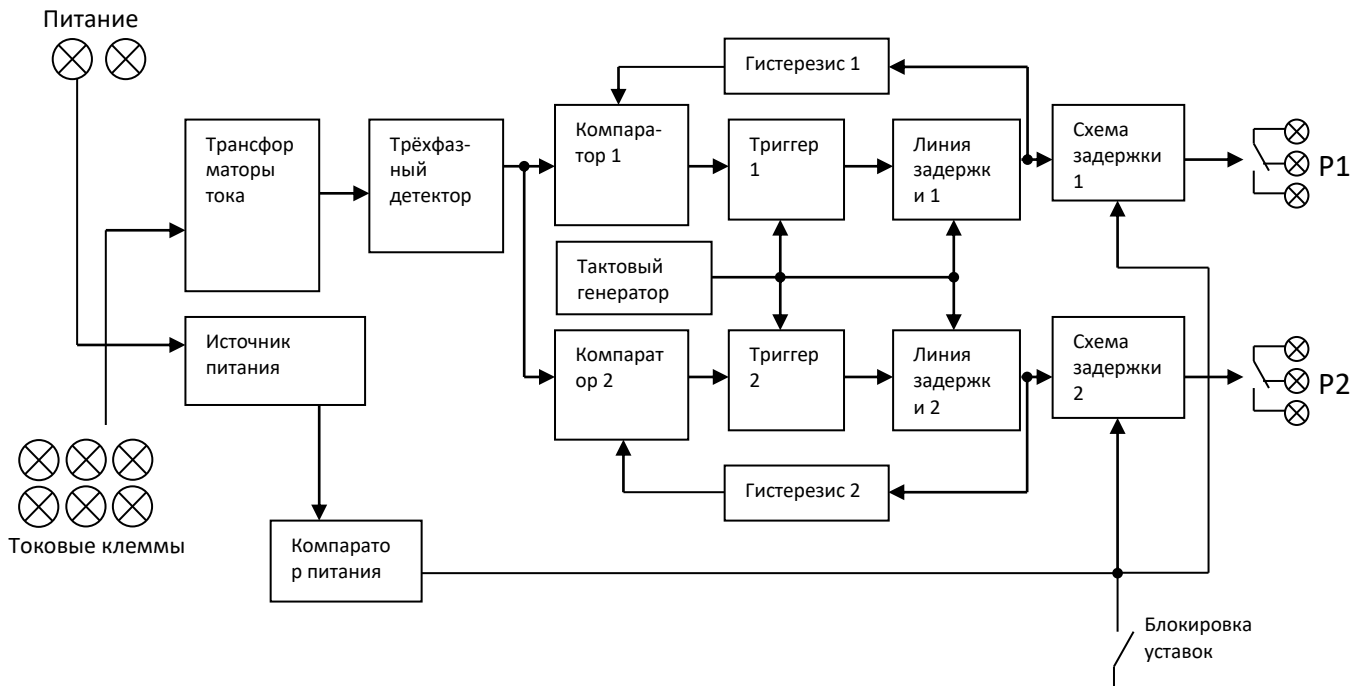 Питание
Гистерезис 1
Трансфор
маторы
тока
Трёхфаз-
ный
детектор
Компара-
тор 1
Триггер
1
Линия
задержк
и 1
Схема
задержки
1
P1
Тактовый
генератор
Источник
питания
Компарат
ор 2
Триггер
2
Линия
задержк
и 2
Схема
задержки
2
P2
Гистерезис 2
Токовые клеммы
Компарато
р питания
Блокировка
уставок